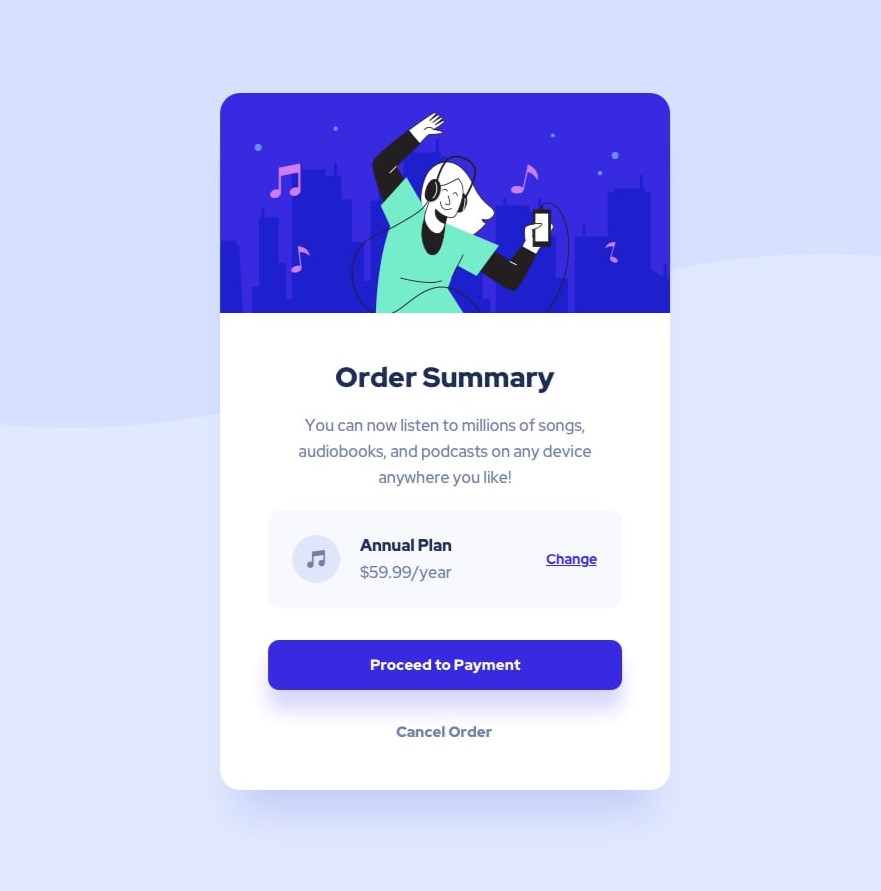 Order Summary
You can now listen to millions of songs,
audiobooks, and podcasts on any device
anywhere you like!
Annual Plan
$59.99/year
Change
Proceed to Payment
Cancel Order